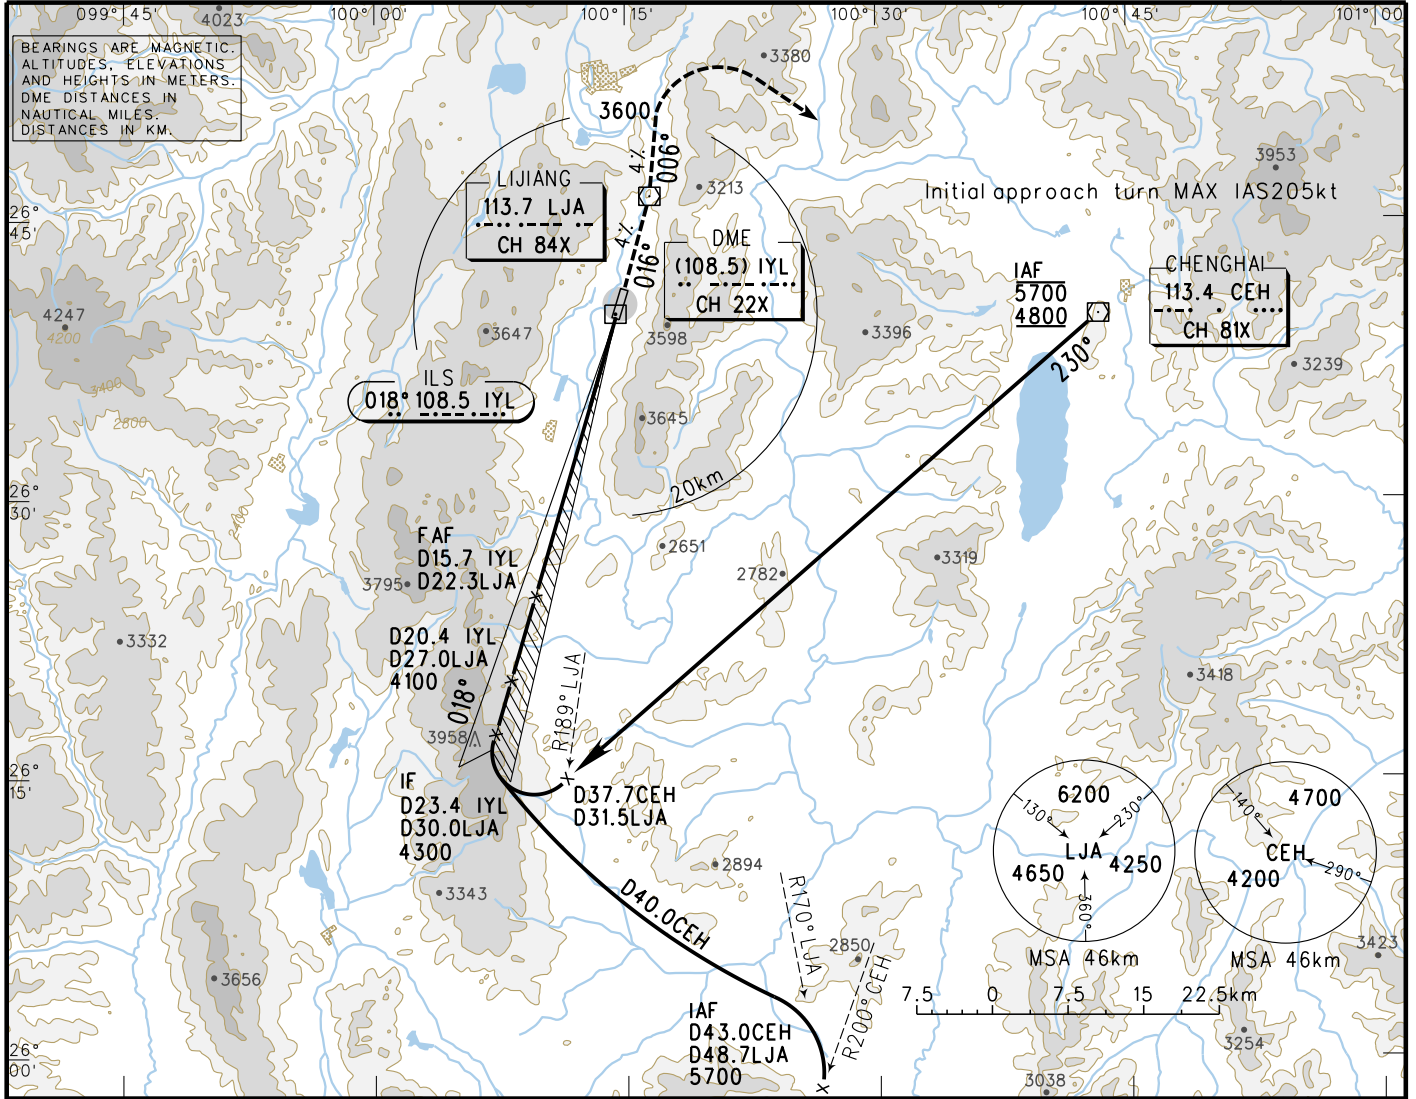 099° 45'
100° 00'
100° 15'
100° 30'
100° 45'
101° 00'
4023
BEARINGS ARE MAGNETIC.
ALTITUDES, ELEVATIONS
AND HEIGHTS IN METERS.
DME DISTANCES IN
NAUTICAL MILES.
DISTANCES IN KM.
3380
3600
4%
006°
3953
LIJIANG
113.7 LJA
CH 84X
3213
Initial approach turn MAX IAS205kt
26°
45'
4%
016°
DME
(108.5) IYL
CH 22X
IAF
5700
4800
CHENGHAI
113.4 CEH
CH 81X
4247
4200
3647
3598
3396
230°
3239
3400
2800
ILS
018° 108.5 IYL
3645
20km
26°
30'
2400
FAF
D15.7 IYL
D22.3LJA
3795
2651
2782
3319
3332
D20.4 IYL
D27.0LJA
4100
018°
R189° LJA
3418
3958
26°
15'
IF
D23.4 IYL
D30.0LJA
4300
D37.7CEH
D31.5LJA
6200
130°
230°
LJA
4650
4250
360°
MSA 46km
4700
140°
CEH
4200
290°
MSA 46km
2894
3343
D40.0CEH
R170° LJA
2850
R200° CEH
3423
3656
7.5 0 7.5 15 22.5km
IAF
D43.0CEH
D48.7LJA
5700
3254
26°
00'
3038